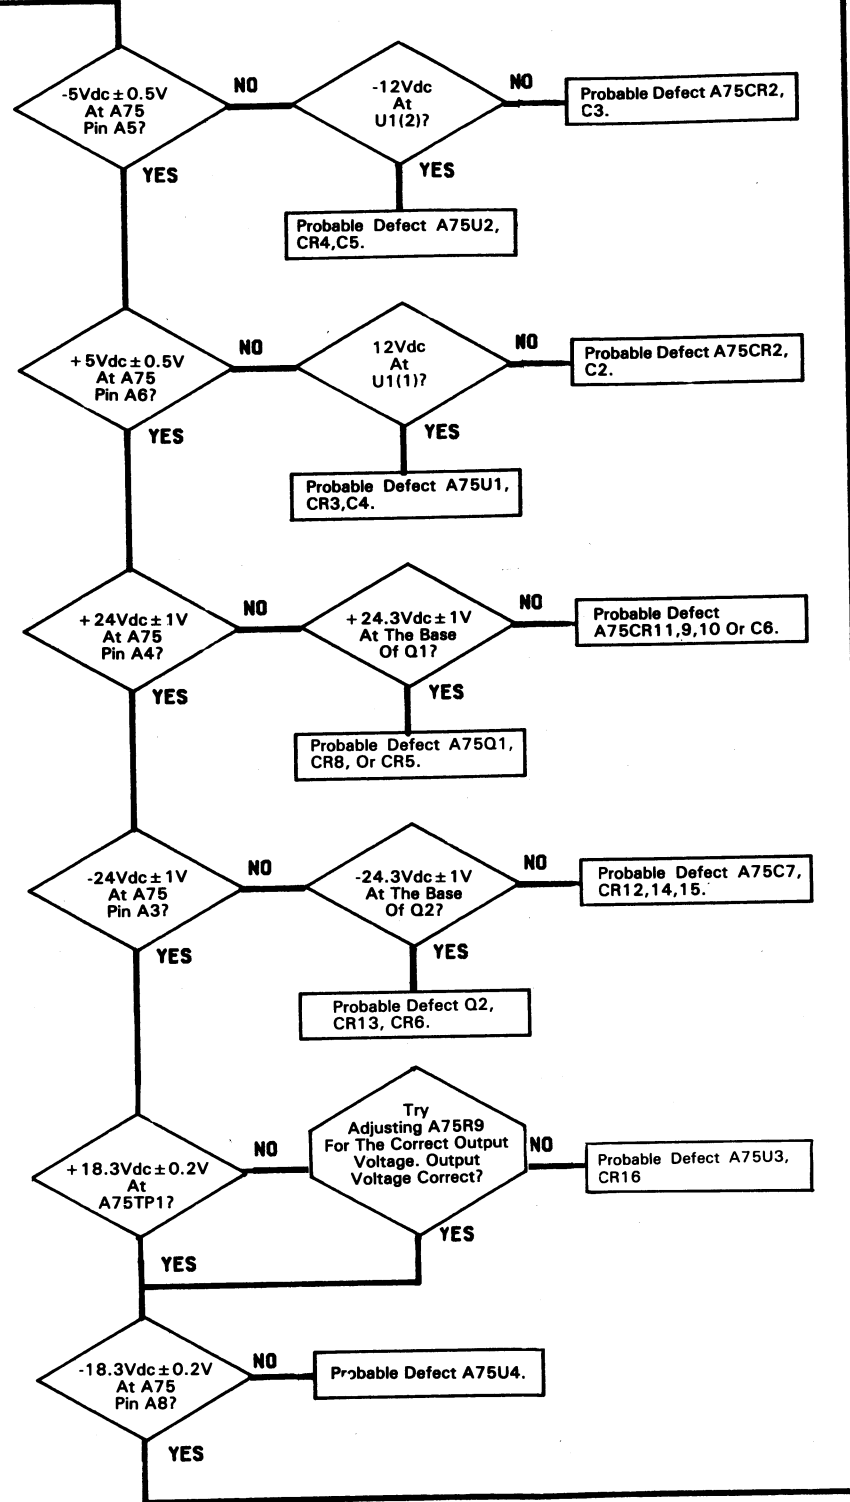 -5Vdc±0.5V
At A75
Pin A5?
NO
-12Vdc
At
U1(2)?
NO
Probable Defect A75CR2,
C3.
YES
YES
Probable Defect A75U2,
CR4,C5.
+5Vdc±0.5V
At A75
Pin A6?
NO
12Vdc
At
U1(1)?
NO
Probable Defect A75CR2,
C2.
YES
YES
Probable Defect A75U1,
CR3,C4.
+24Vdc±1V
At A75
Pin A4?
NO
+24.3Vdc±1V
At The Base
Of Q1?
NO
Probable Defect
A75CR11,9,10 Or C6.
YES
YES
Probable Defect A75Q1,
CR8, Or CR5.
-24Vdc±1V
At A75
Pin A3?
NO
-24.3Vdc±1V
At The Base
Of Q2?
NO
Probable Defect A75C7,
CR12,14,15.
YES
YES
Probable Defect Q2,
CR13, CR6.
+18.3Vdc±0.2V
At
A75TP1?
NO
Try
Adjusting A75R9
For The Correct Output
Voltage. Output
Voltage Correct?
NO
Probable Defect A75U3,
CR16
YES
YES
-18.3Vdc±0.2V
At A75
Pin A8?
NO
Probable Defect A75U4.
YES